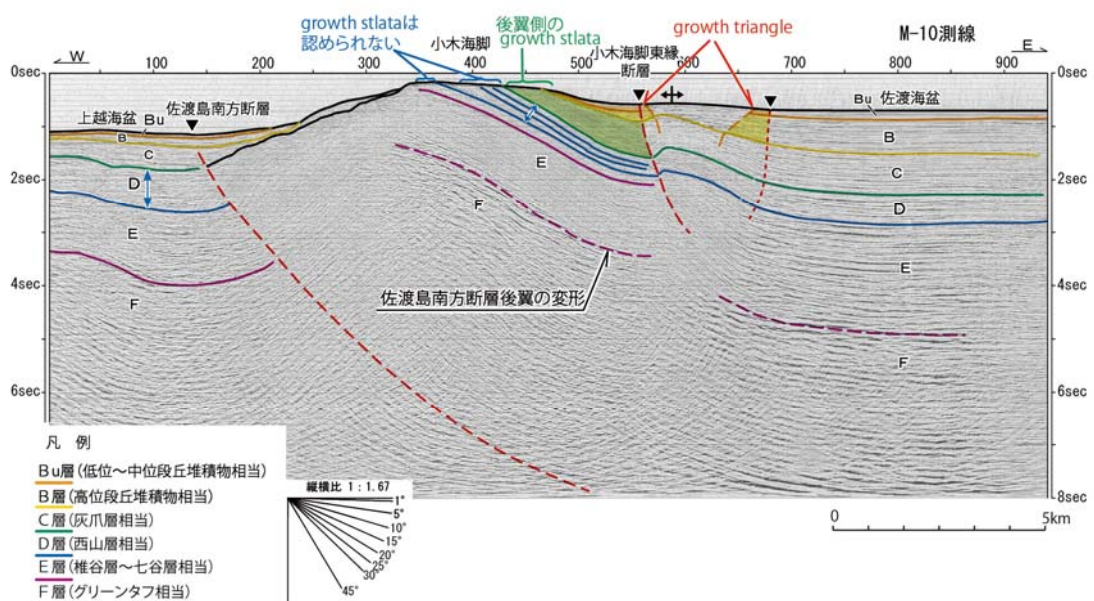 growth stlataは
認められない
後翼側の
growth stlata
growth triangle
M-10測線
小木海脚
小木海脚東縁
断層
W
E
100
200
300
400
500
600
700
800
900
0sec
0sec
佐渡島南方断層
上越海盆
Bu
Bu
佐渡海盆
B
B
C
C
2sec
2sec
D
D
E
E
E
F
4sec
4sec
佐渡島南方断層後翼の変形
F
F
6sec
6sec
8sec
凡 例
Bu層(低位～中位段丘堆積物相当)
B層(高位段丘堆積物相当)
C層(灰爪層相当)
D層(西山層相当)
E層(椎谷層～七谷層相当)
F層(グリーンタフ相当)
縦横比 1:1.67
1°
5°
10°
15°
20°
25°
30°
45°
0
5km